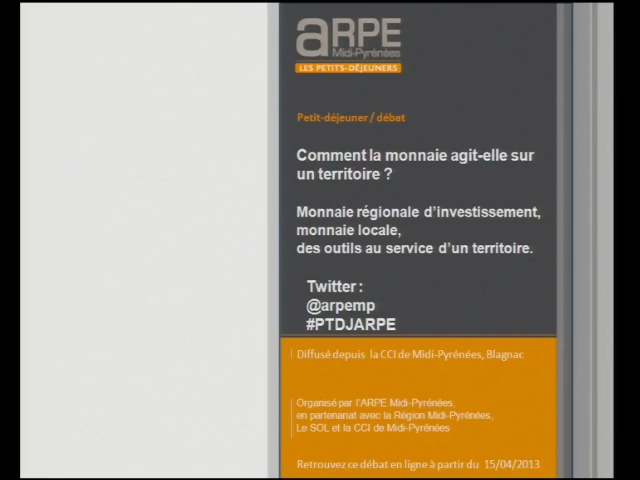 aRPE
Midi-Pyrénées
LES PETITS-DÉJEUNERS
Petit-déjeuner / débat
Comment la monnaie agit-elle sur
un territoire ?
Monnaie régionale d'investissement,
monnaie locale,
des outils au service d'un territoire.
Twitter :
@arpemp
#PTDJARPE
Diffusé depuis la CCI de Midi-Pyrénées, Blagnac
Organisé par l'ARPE Midi-Pyrénées,
en partenariat avec la Région Midi-Pyrénées,
Le SOL et la CCI de Midi-Pyrénées
Retrouvez ce débat en ligne à partir du 15/04/2013